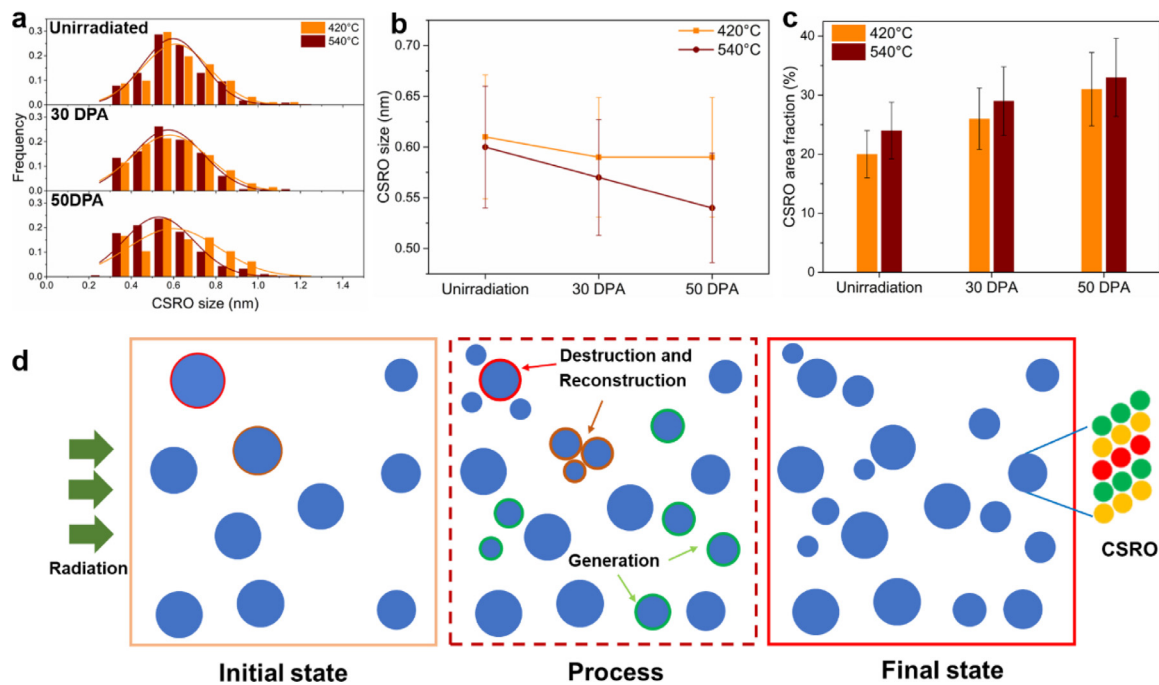 a
Unirradiated
420°C
540°C
0.3
0.2
0.1
0.0
30 DPA
0.3
0.2
0.1
0.0
50DPA
0.3
0.2
0.1
0.0
Frequency
0.0 0.2 0.4 0.6 0.8 1.0 1.2 1.4
CSRO size (nm)
b
420°C
540°C
0.70
0.65
0.60
0.55
0.50
CSRO size (nm)
Unirradiation 30 DPA 50 DPA
c
420°C
540°C
40
30
20
10
0
CSRO area fraction (%)
Unirradiation 30 DPA 50 DPA
d
Radiation
Destruction and
Reconstruction
Generation
CSRO
Initial state
Process
Final state